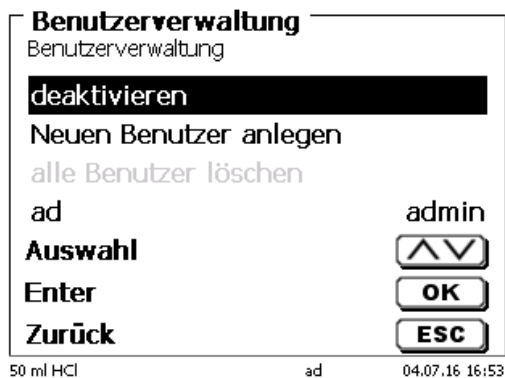 Benutzerverwaltung
Benutzerverwaltung
deaktivieren
Neuen Benutzer anlegen
alle Benutzer löschen
ad admin
Auswahl
Enter OK
Zurück ESC
50 ml HCl ad 04.07.16 16:53